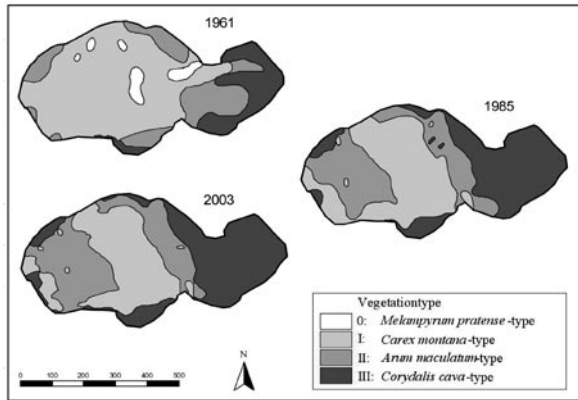 1961
1985
2003
Vegetationtype
0: Melampyrum pratense-type
I: Carex montana-type
II: Arum maculatum-type
III: Corydalis cava-type
N
0 100 200 300 400 500